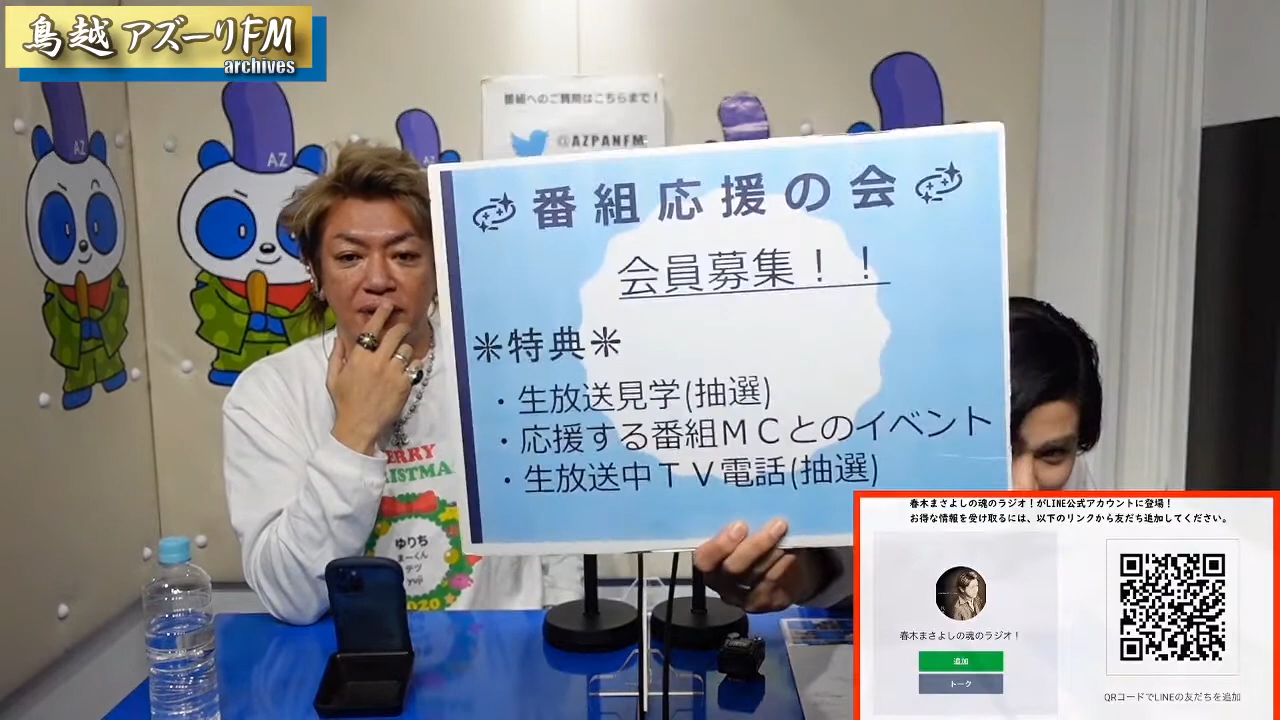 鳥越アズーリFM
archives
番組へのご質問はこちらまで！
@AZPANFM
AZ
AZ
AZ
番組応援の会
会員募集！！
＊特典＊
・生放送見学(抽選)
・応援する番組ＭＣとのイベント
・生放送中ＴＶ電話(抽選)
ゆりち
まーくん
テツ
yuji
2020
春木まさよしの魂のラジオ！がLINE公式アカウントに登場！
お得な情報を受け取るには、以下のリンクから友だち追加してください。
春木まさよしの魂のラジオ！
追加
トーク
QRコードでLINEの友だちを追加